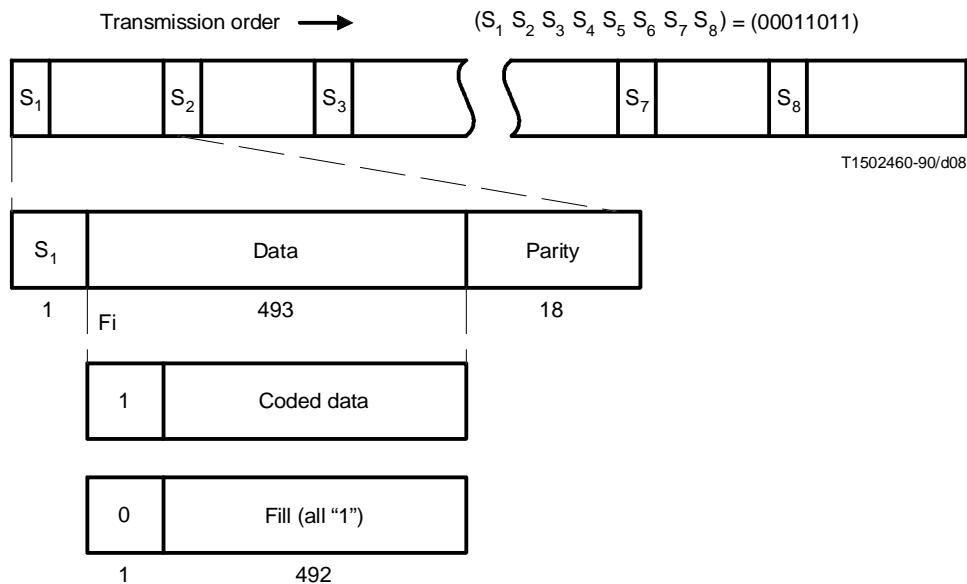 Transmission order (S1 S2 S3 S4 S5 S6 S7 S8) = (00011011)
S1 S2 S3 S7 S8
T1502460-90/d08
S1 Data Parity
1 493 18
Fi
1 Coded data
0 Fill (all “1”)
1 492